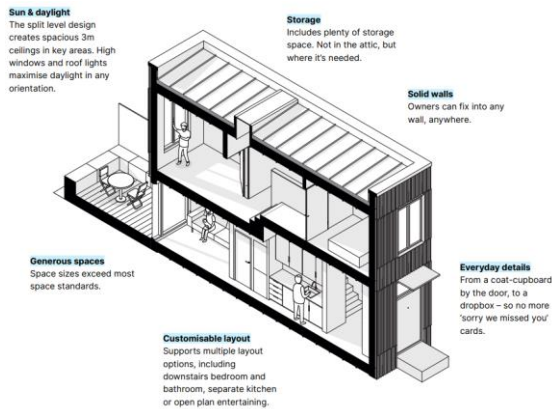 Sun & daylight
The split level design
creates spacious 3m
ceilings in key areas. High
windows and roof lights
maximise daylight in any
orientation.
Storage
Includes plenty of storage
space. Not in the attic, but
where it's needed.
Solid walls
Owners can fix into any
wall, anywhere.
Generous spaces
Space sizes exceed most
space standards.
Everyday details
From a coat-cupboard
by the door, to a
dropbox – so no more
'sorry we missed you'
cards.
Customisable layout
Supports multiple layout
options, including
downstairs bedroom and
bathroom, separate kitchen
or open plan entertaining.